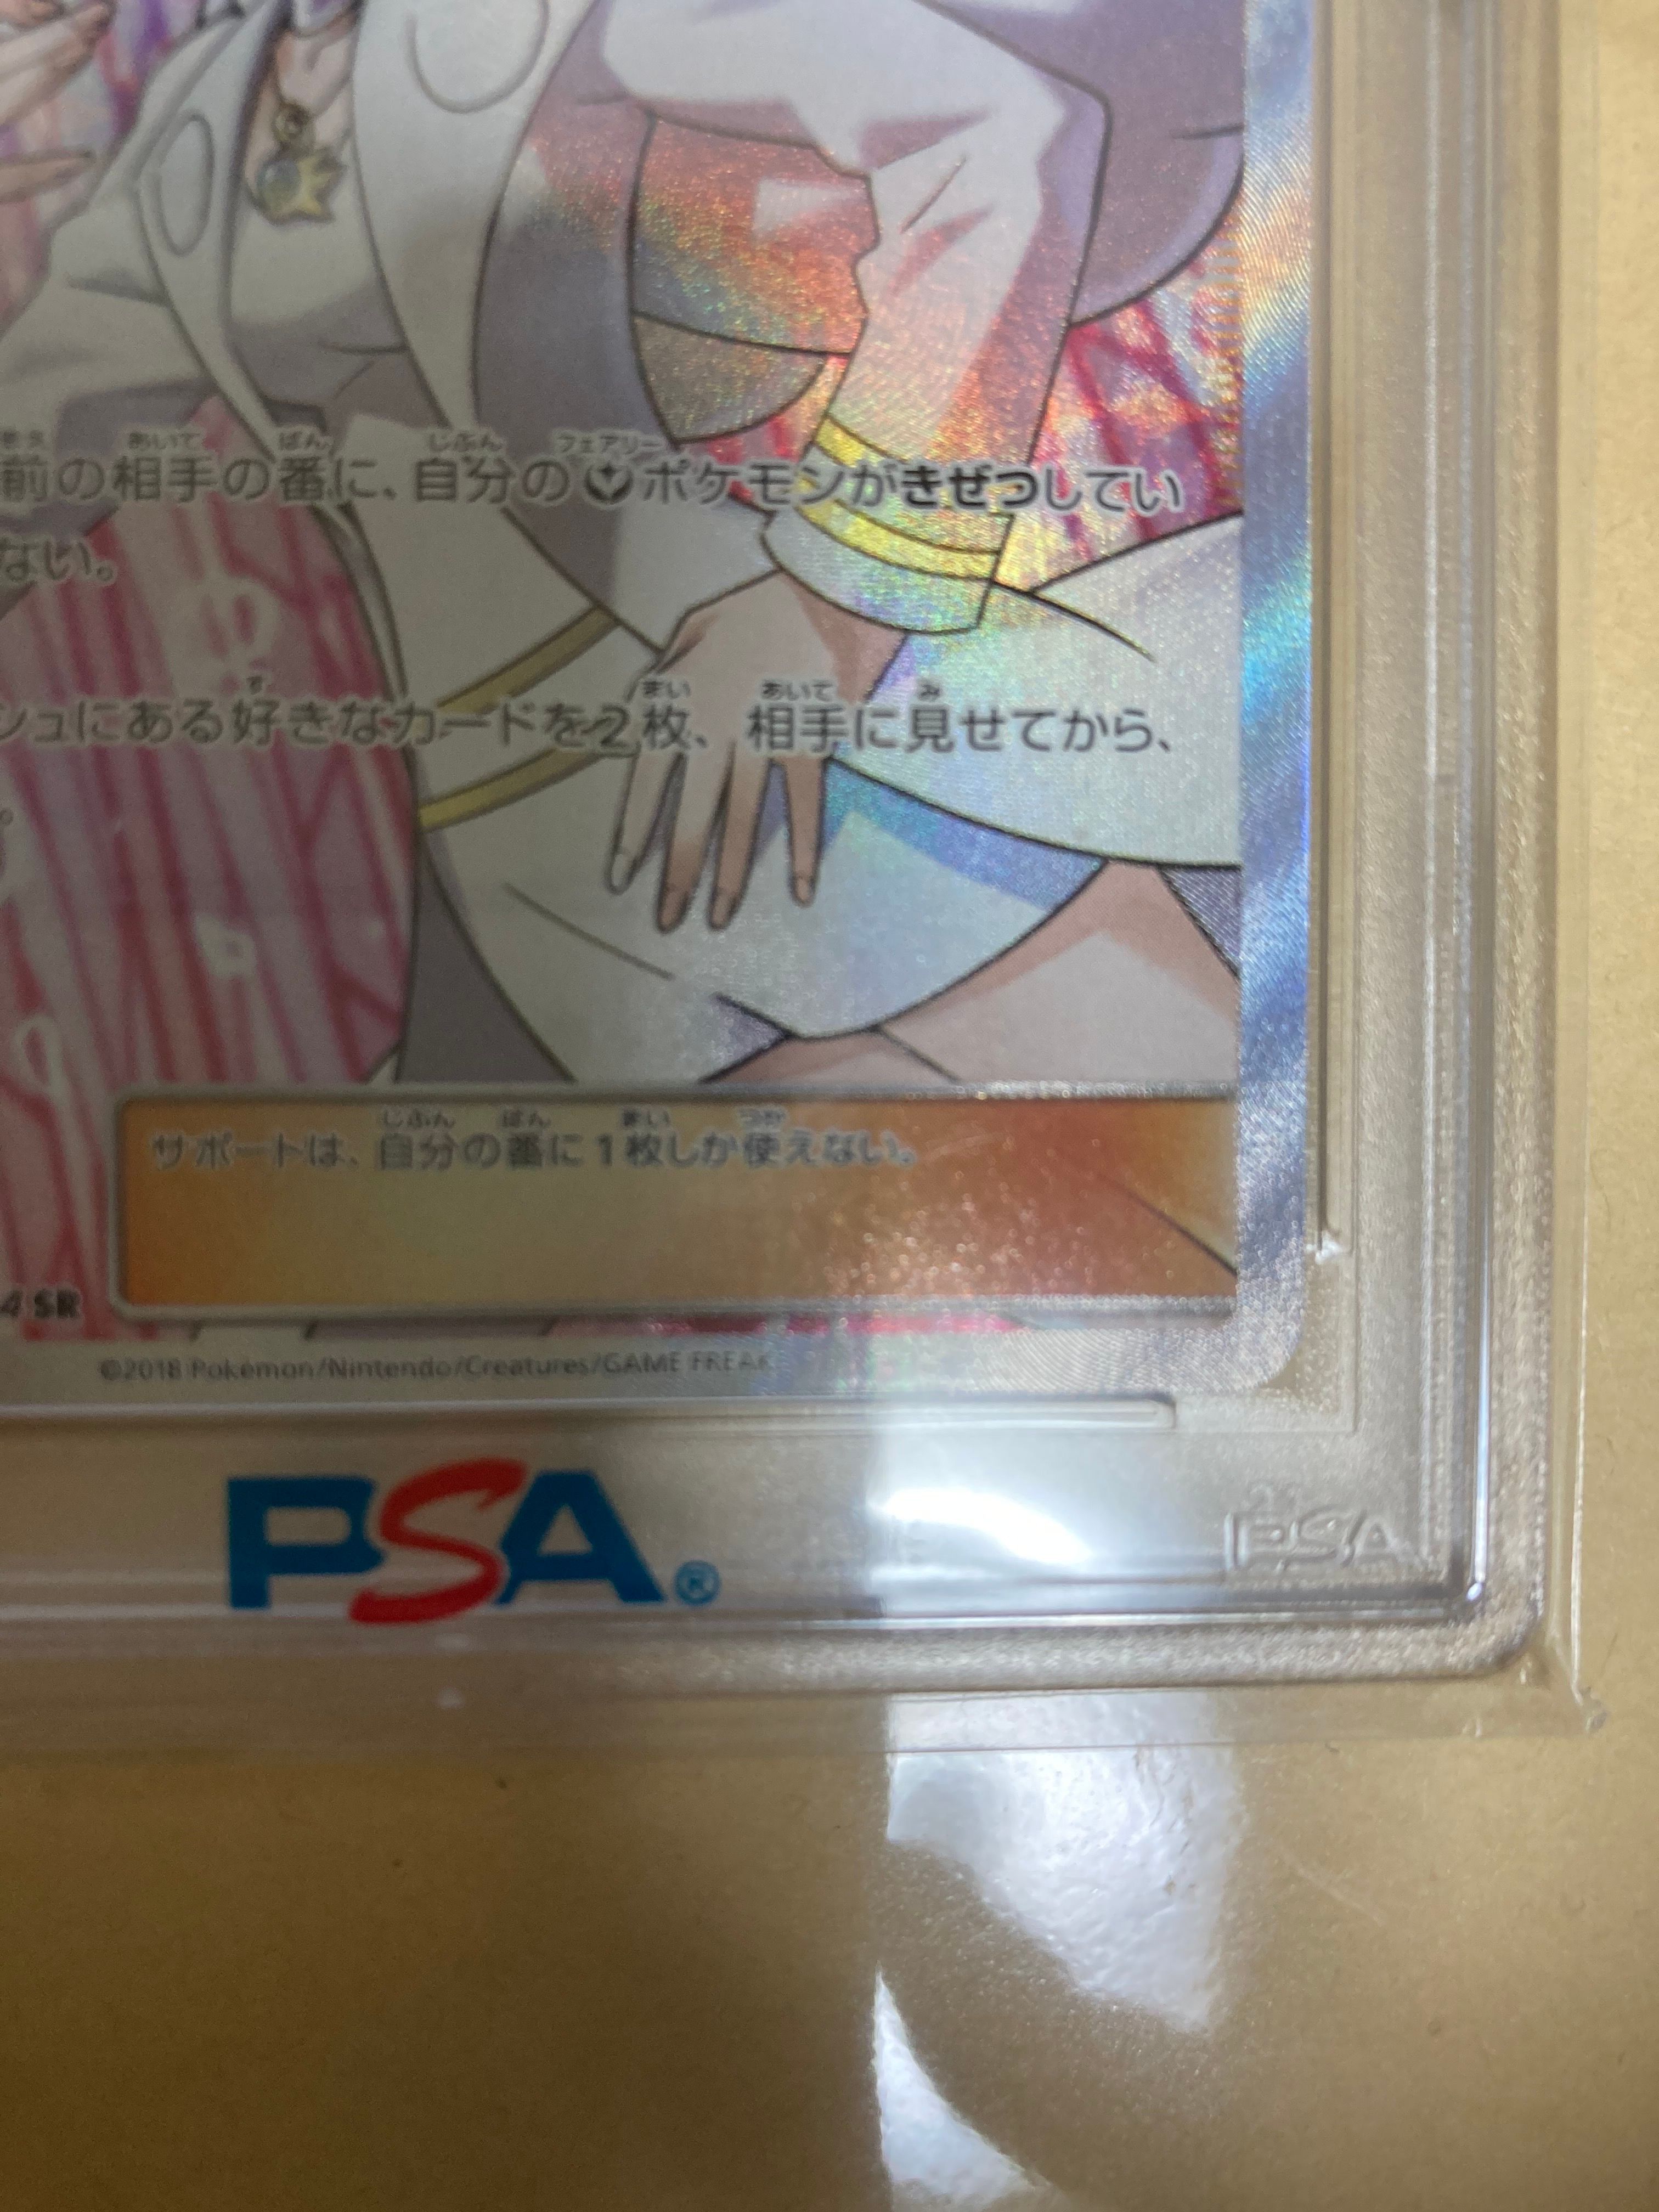 前の相手の番に、自分のポケモンがきぜつしてい
ない。
シュにある好きなカードを2枚、相手に見せてから、
サポートは、自分の番に1枚しか使えない。
4 SR
©2018 Pokémon/Nintendo/Creatures/GAME FREAK
PSA®
PSA